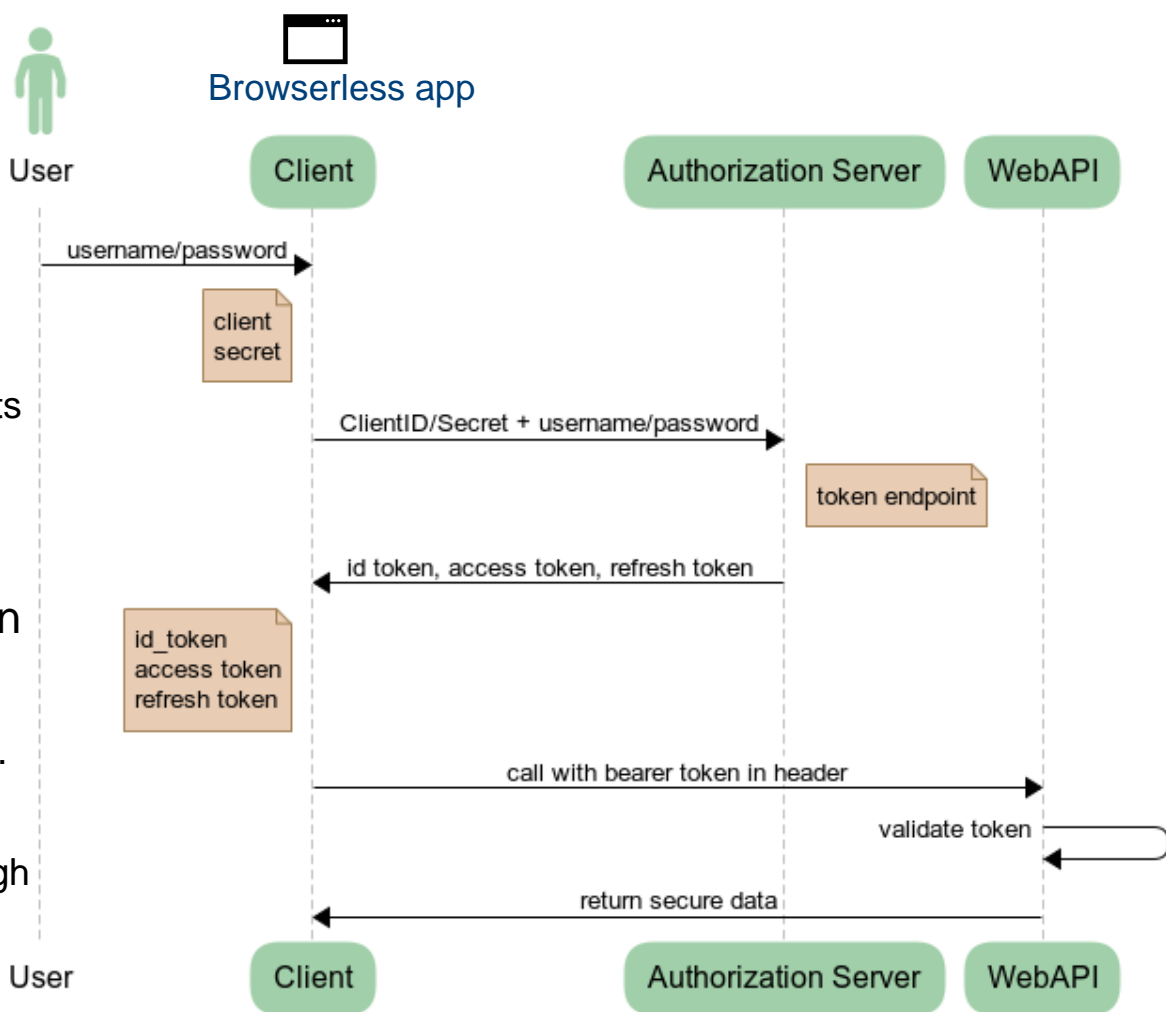 Browserless app
User
Client
Authorization Server
WebAPI
username/password
client
secret
ts
ClientID/Secret + username/password
token endpoint
id token, access token, refresh token
n
id_token
access token
refresh token
.
call with bearer token in header
validate token
gh
return secure data
User
Client
Authorization Server
WebAPI